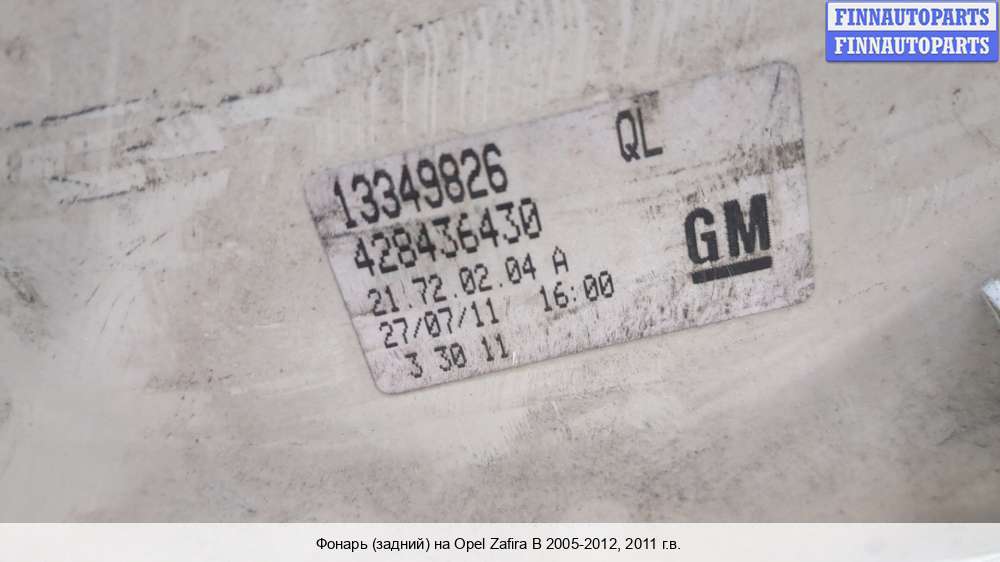 FINNAUTOPARTS
FINNAUTOPARTS
QL
13349826
428436430
GM
21.72.02.04 A
27/07/11 16:00
3 30 11
Фонарь (задний) на Opel Zafira B 2005-2012, 2011 г.в.